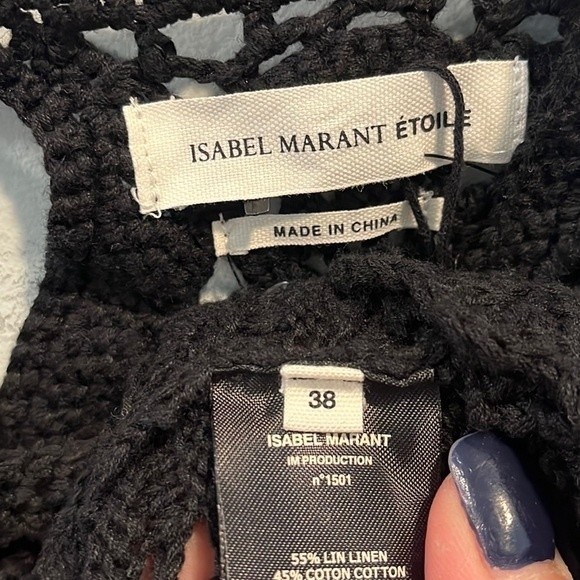 ISABEL MARANT ÉTOILE
MADE IN CHINA
38
ISABEL MARANT
IM PRODUCTION
n°1501
55% LIN LINEN
45% COTON COTTON